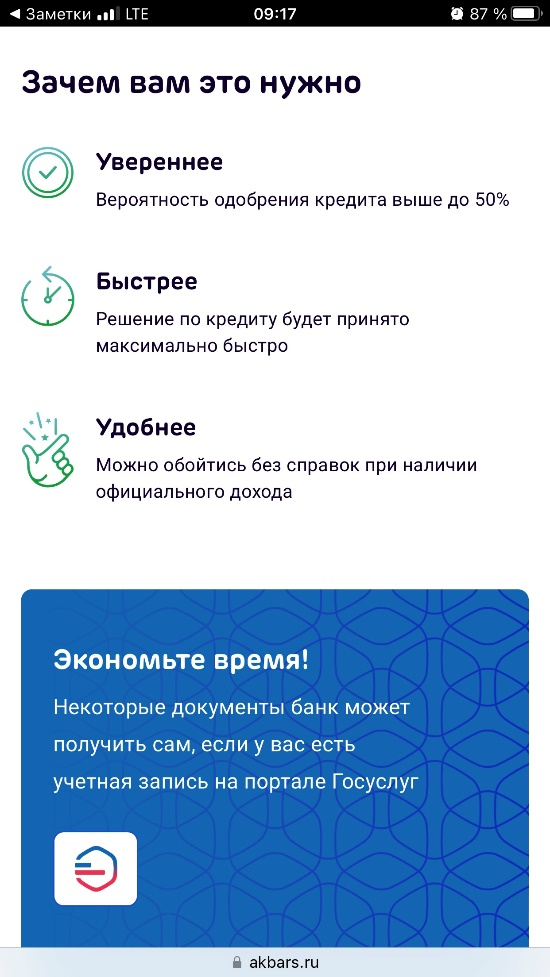 Заметки LTE 09:17 87 %
Зачем вам это нужно
Увереннее
Вероятность одобрения кредита выше до 50%
Быстрее
Решение по кредиту будет принято
максимально быстро
Удобнее
Можно обойтись без справок при наличии
официального дохода
Экономьте время!
Некоторые документы банк может
получить сам, если у вас есть
учетная запись на портале Госуслуг
akbars.ru